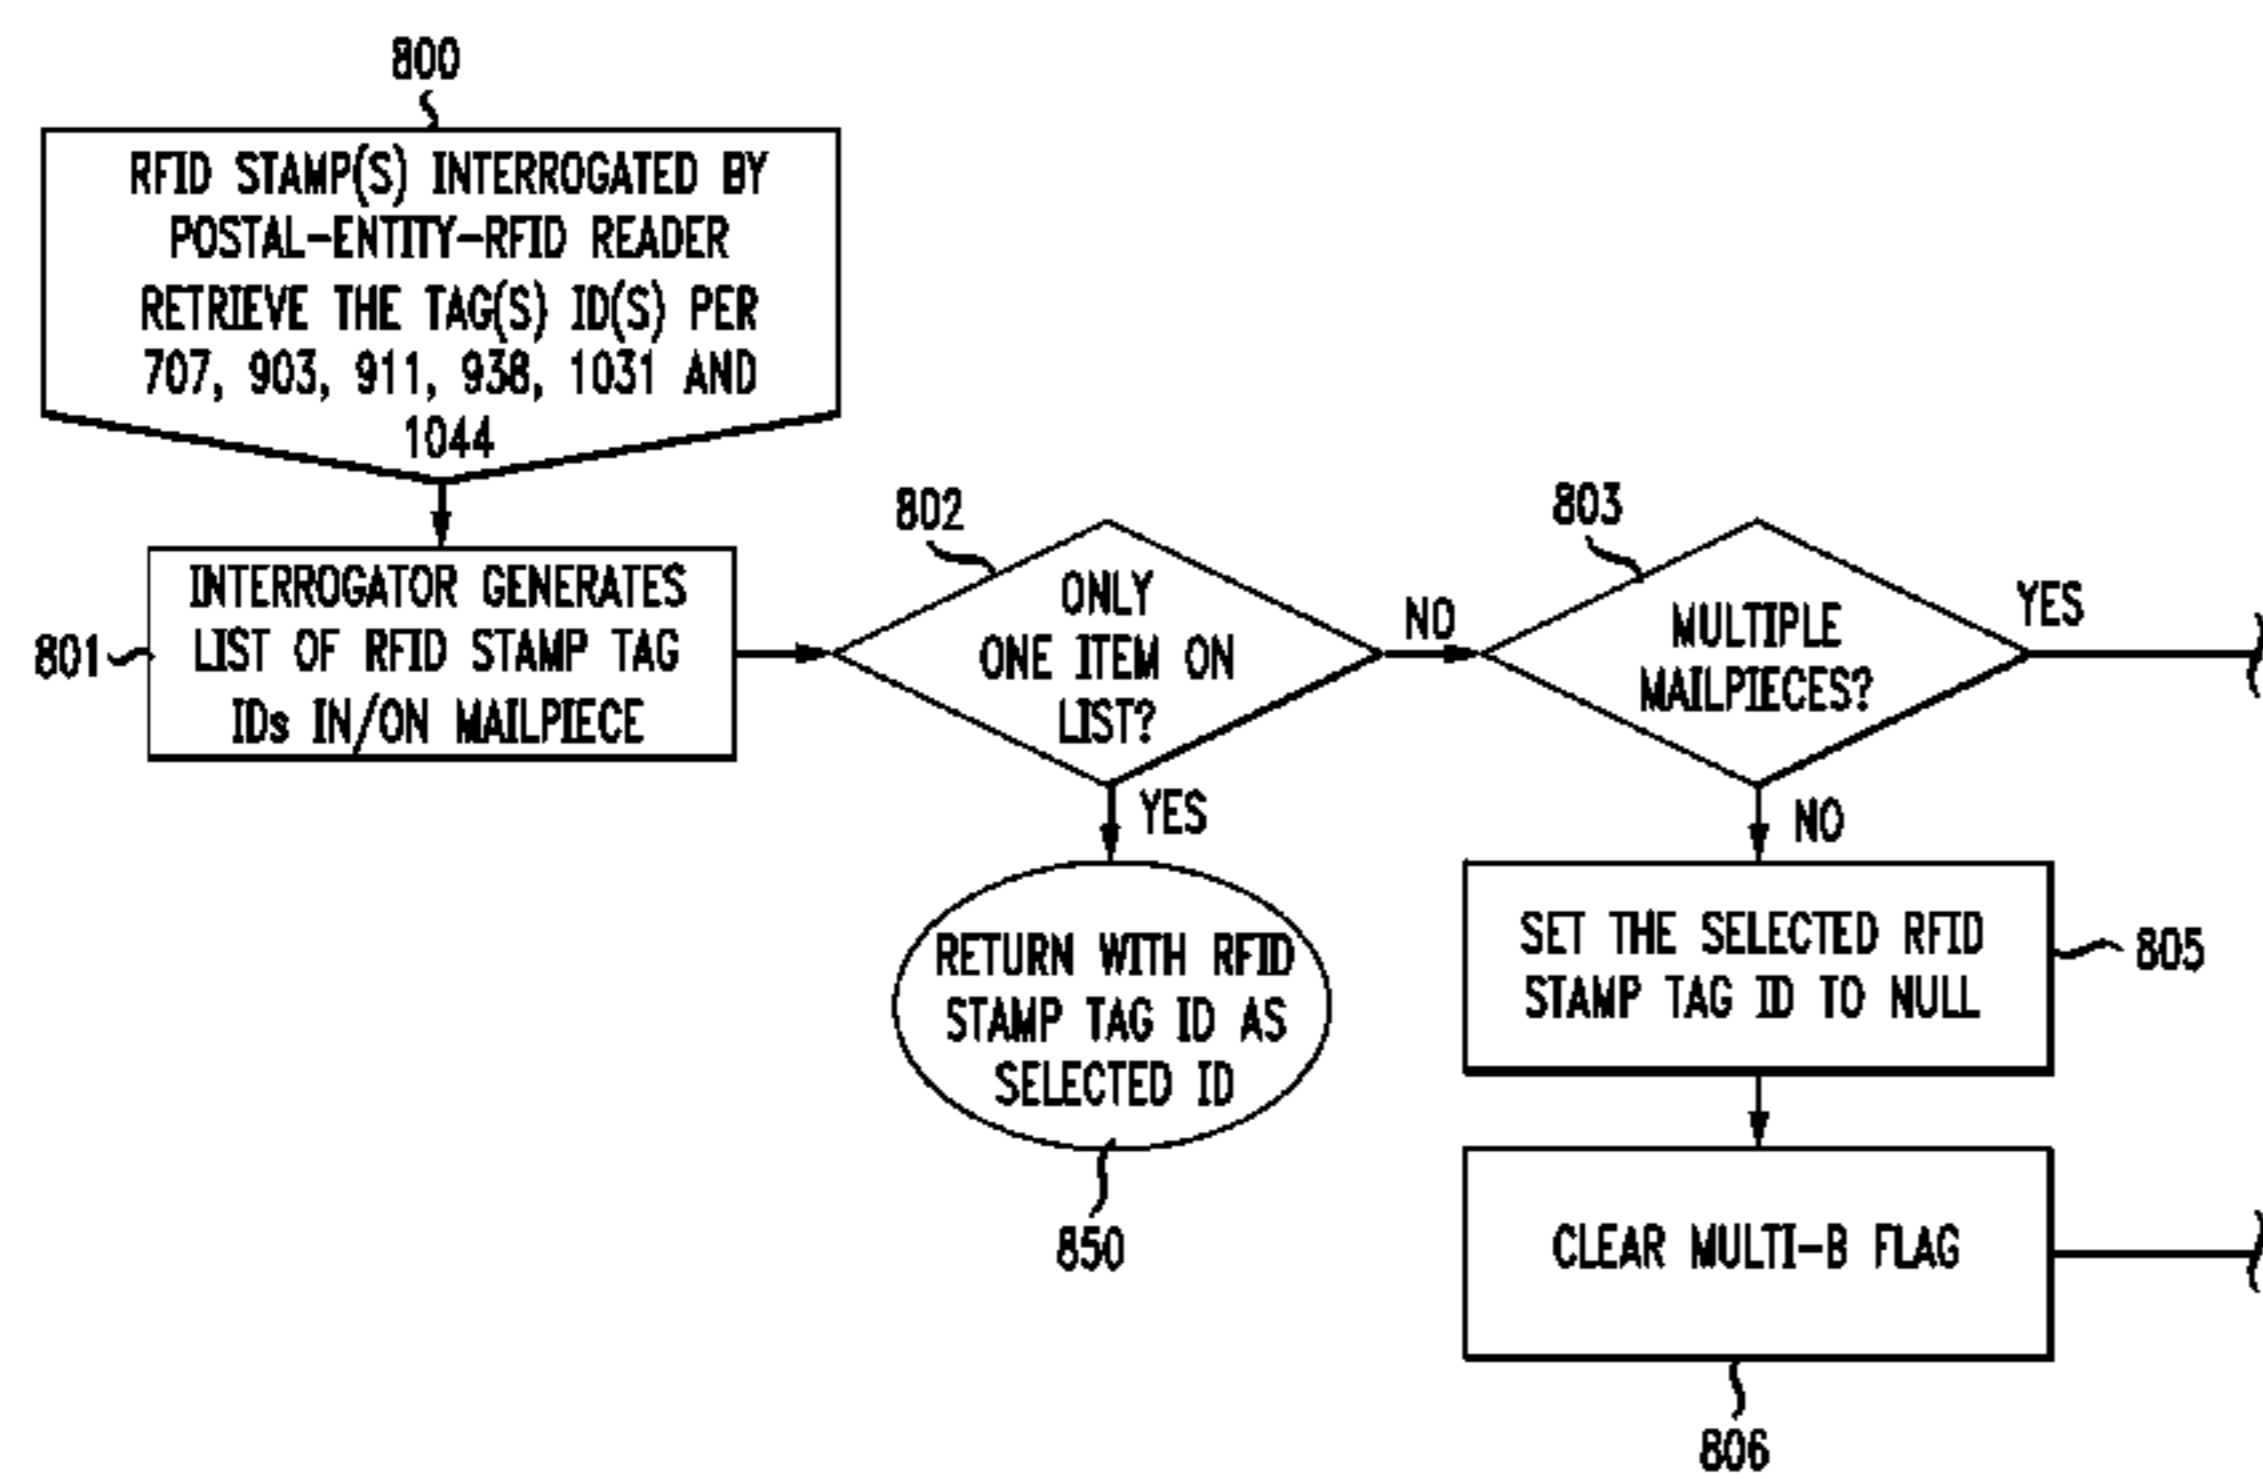 800
RFID STAMP(S) INTERROGATED BY
POSTAL-ENTITY-RFID READER
RETRIEVE THE TAG(S) ID(S) PER
707, 903, 911, 938, 1031 AND
1044
801
INTERROGATOR GENERATES
LIST OF RFID STAMP TAG
IDs IN/ON MAILPIECE
802
ONLY
ONE ITEM ON
LIST?
NO
YES
803
MULTIPLE
MAILPIECES?
YES
NO
RETURN WITH RFID
STAMP TAG ID AS
SELECTED ID
850
SET THE SELECTED RFID
STAMP TAG ID TO NULL
805
CLEAR MULTI-B FLAG
806